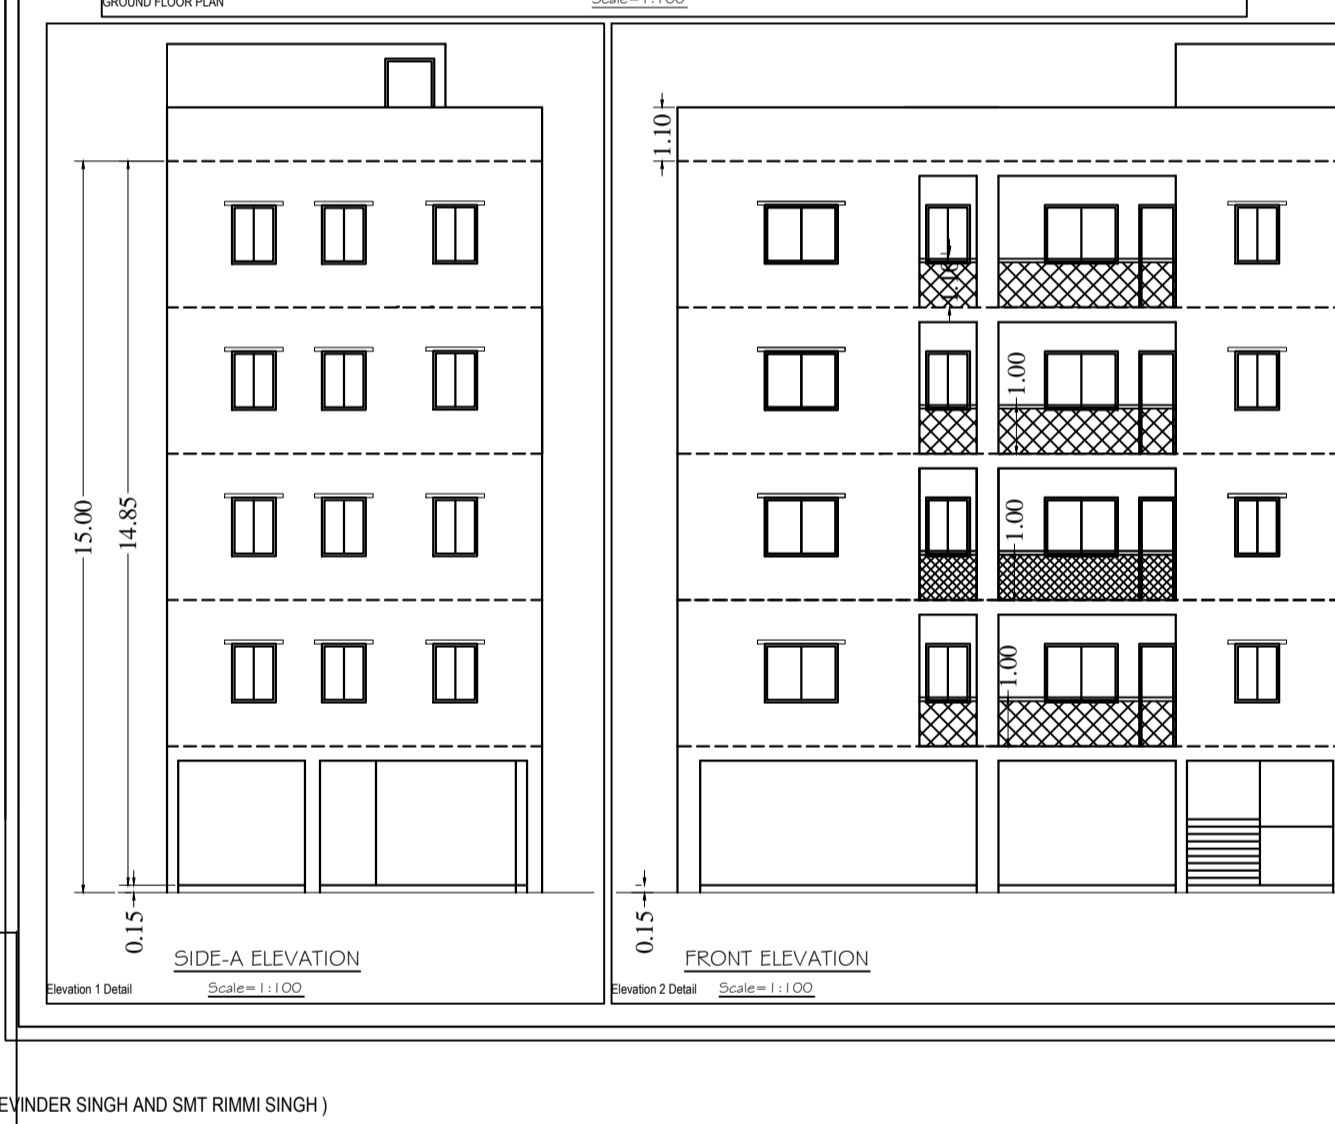 GROUND FLOOR PLAN
Scale=1:100
1.10
15.00
14.85
0.15
SIDE-A ELEVATION
Elevation 1 Detail
Scale=1:100
1.00
1.00
1.00
0.15
FRONT ELEVATION
Elevation 2 Detail
Scale=1:100
EVINDER SINGH AND SMT RIMMI SINGH )